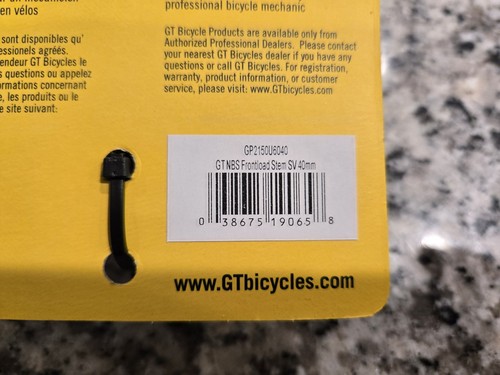 en vélos
sont disponibles qu'
essionels agréés.
endeur GT Bicycles le
s questions ou appelez
ormations concernant
e, les produits ou le
e site suivant:
professional bicycle mechanic
GT Bicycle Products are available only from
Authorized Professional Dealers. Please contact
your nearest GT Bicycles dealer if you have any
questions or call GT Bicycles. For registration,
warranty, product information, or customer
service, please visit: www.GTbicycles.com
GP2150U6040
GT NBS Frontload Stem SV 40mm
0 38675 19065 8
www.GTbicycles.com